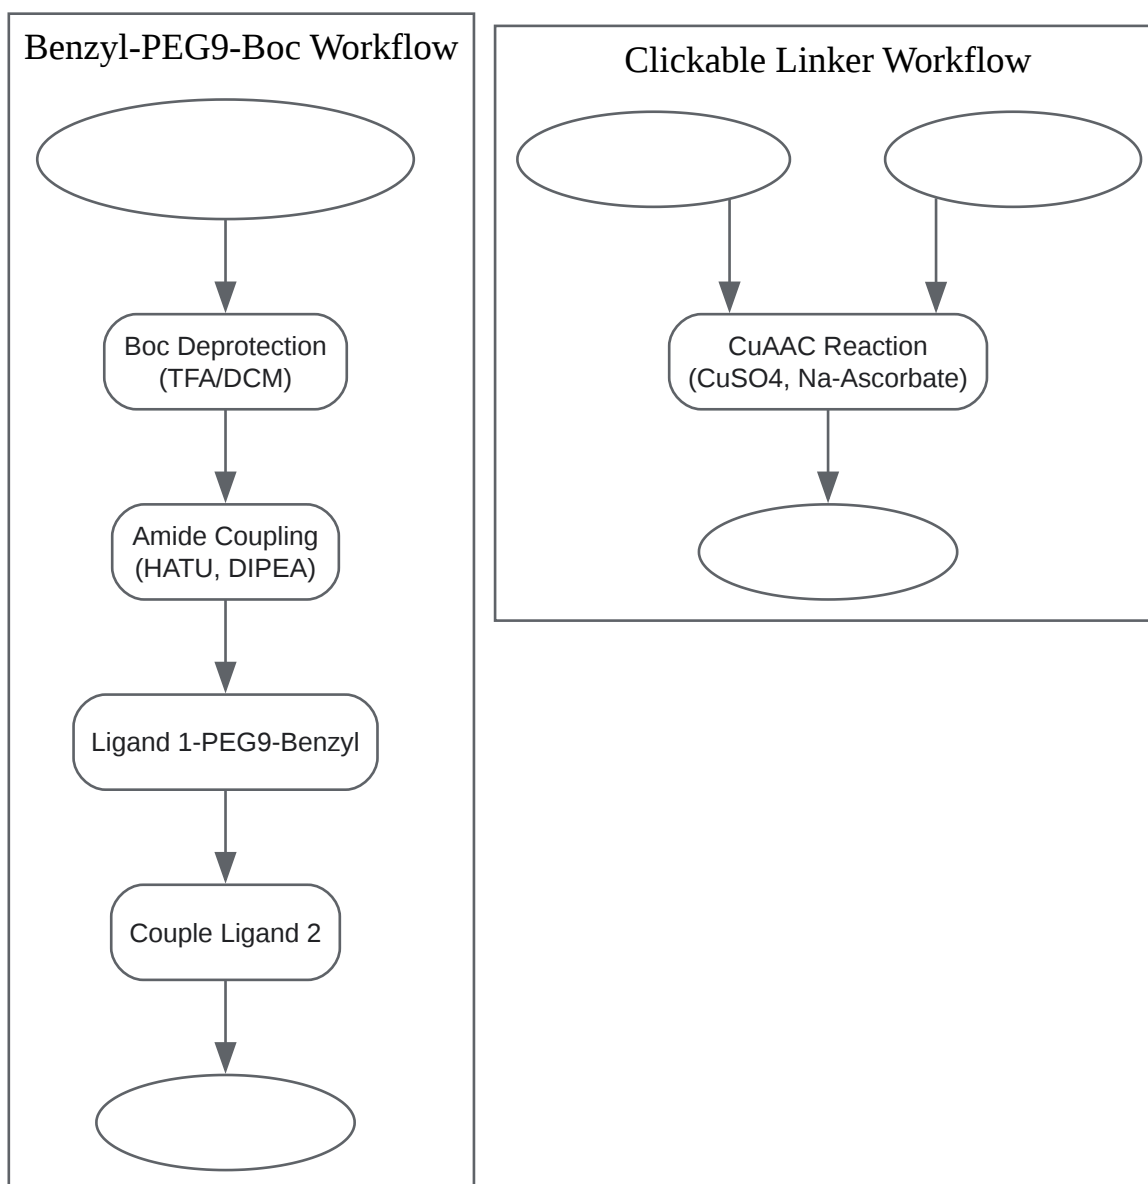 Benzyl-PEG9-Boc Workflow
Boc Deprotection
(TFA/DCM)
Amide Coupling
(HATU, DIPEA)
Ligand 1-PEG9-Benzyl
Couple Ligand 2
Clickable Linker Workflow
CuAAC Reaction
(CuSO4, Na-Ascorbate)